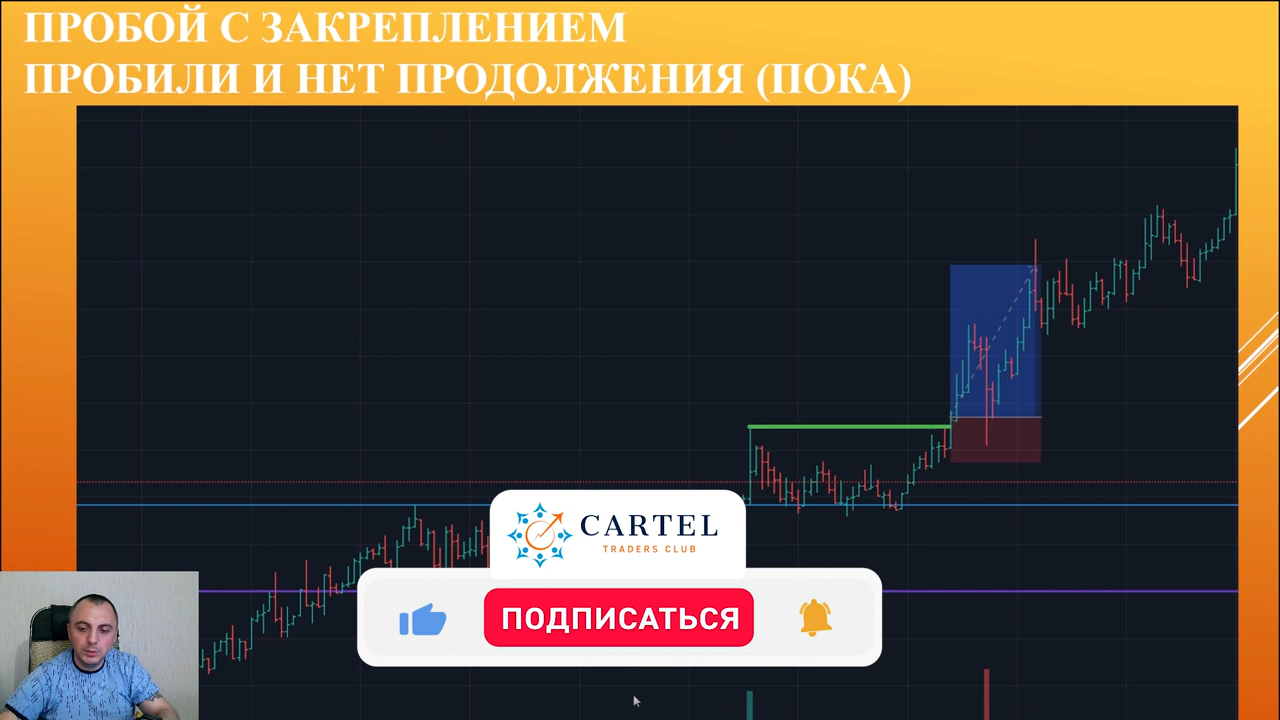 ПРОБОЙ С ЗАКРЕПЛЕНИЕМ
ПРОБИЛИ И НЕТ ПРОДОЛЖЕНИЯ (ПОКА)
CARTEL
TRADERS CLUB
ПОДПИСАТЬСЯ